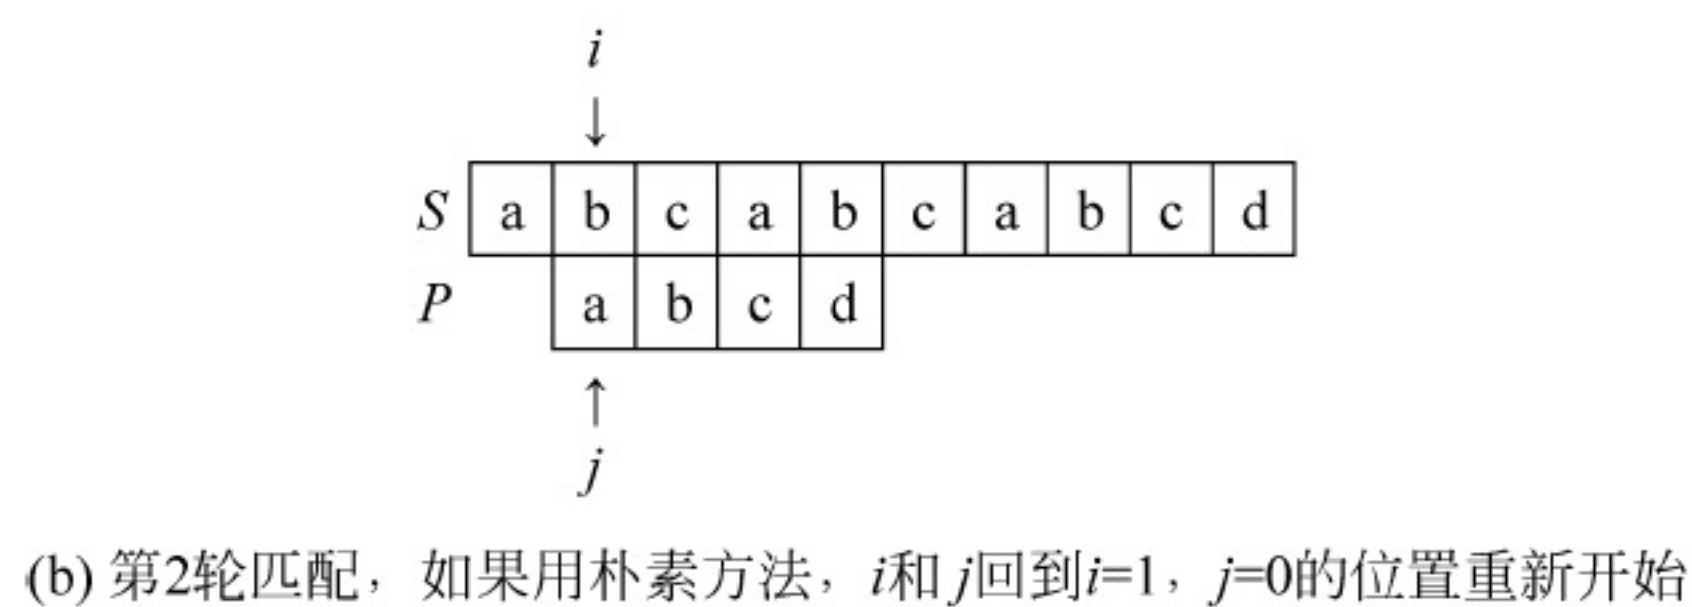 i
S a b c a b c a b c d
P a b c d
j
(b) 第2轮匹配，如果用朴素方法，i和j回到i=1，j=0的位置重新开始